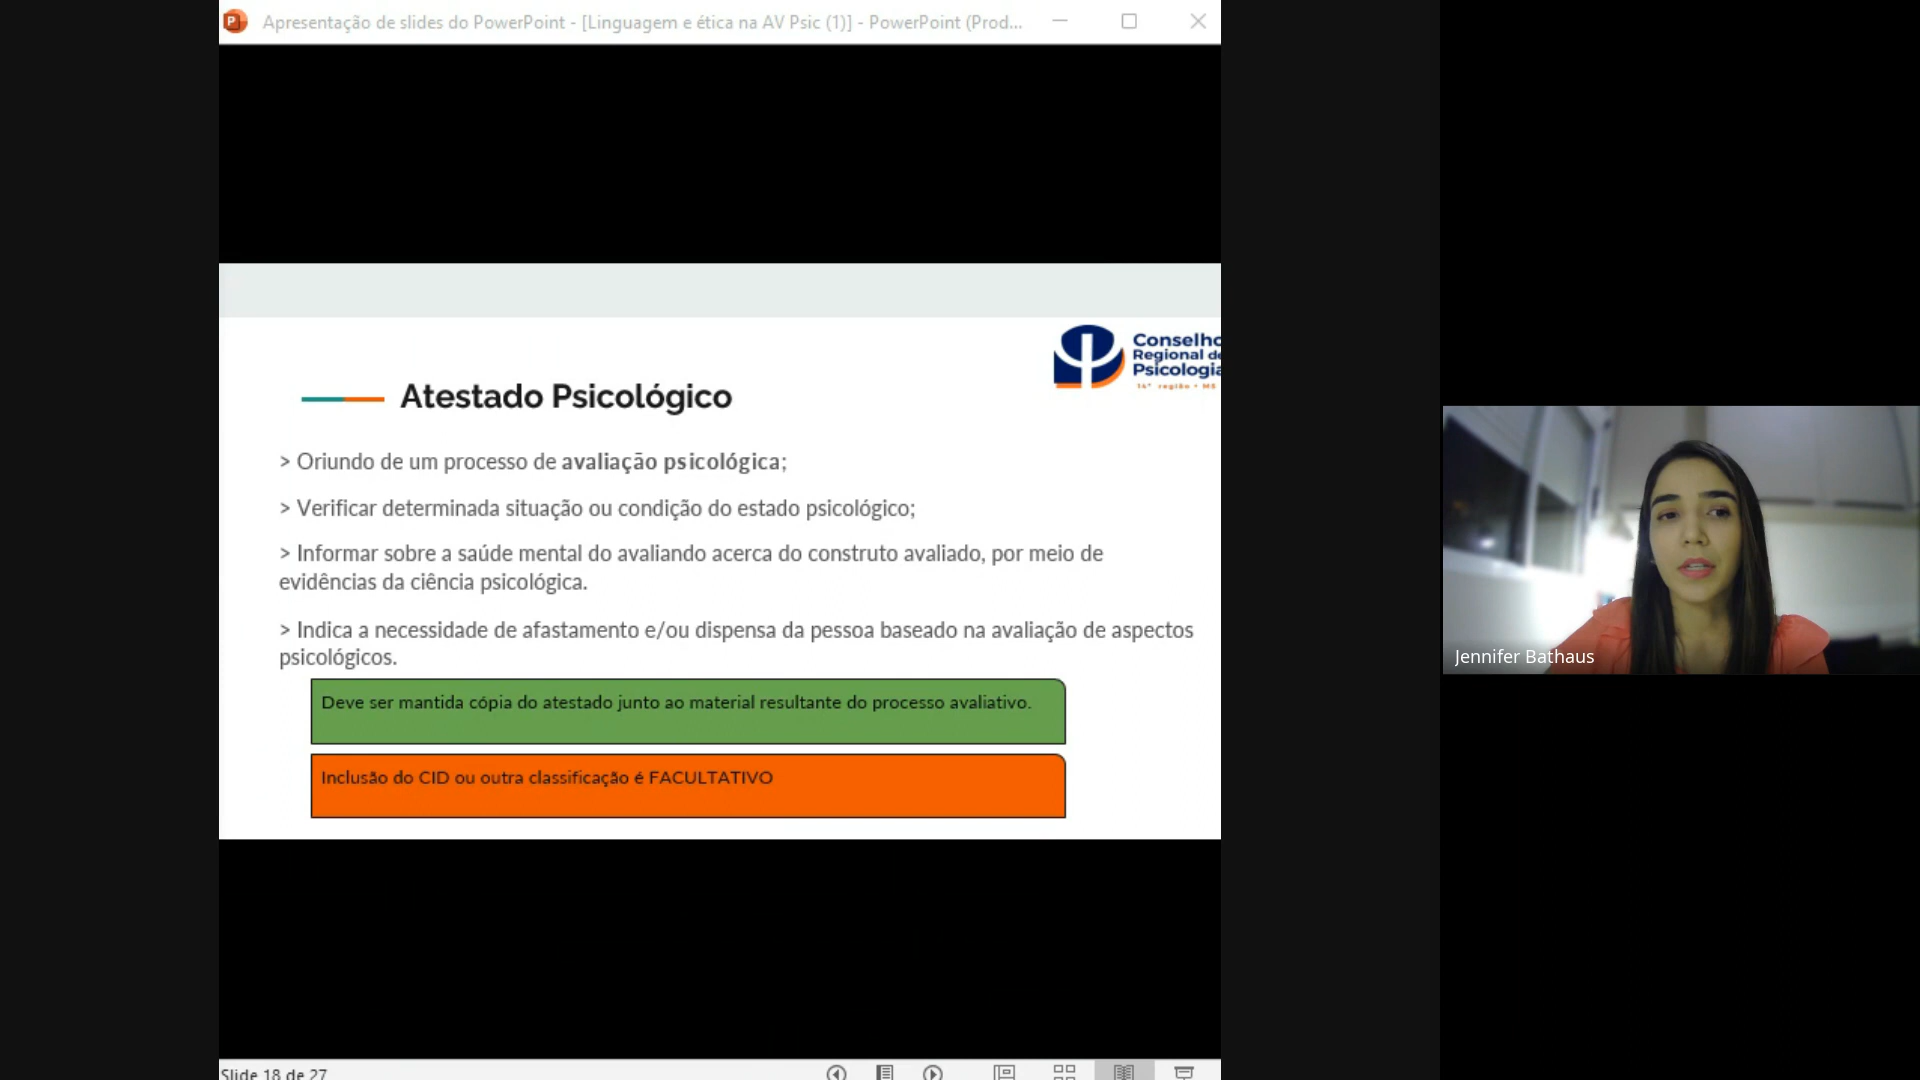 Apresentação de slides do PowerPoint - [Linguagem e ética na AV Psic (1)] - PowerPoint (Prod...
Conselho
Regional de
Psicologia
14ª região • MS
Atestado Psicológico
> Oriundo de um processo de avaliação psicológica;
> Verificar determinada situação ou condição do estado psicológico;
> Informar sobre a saúde mental do avaliando acerca do construto avaliado, por meio de
evidências da ciência psicológica.
> Indica a necessidade de afastamento e/ou dispensa da pessoa baseado na avaliação de aspectos
psicológicos.
Deve ser mantida cópia do atestado junto ao material resultante do processo avaliativo.
Inclusão do CID ou outra classificação é FACULTATIVO
Jennifer Bathaus
Slide 18 de 27